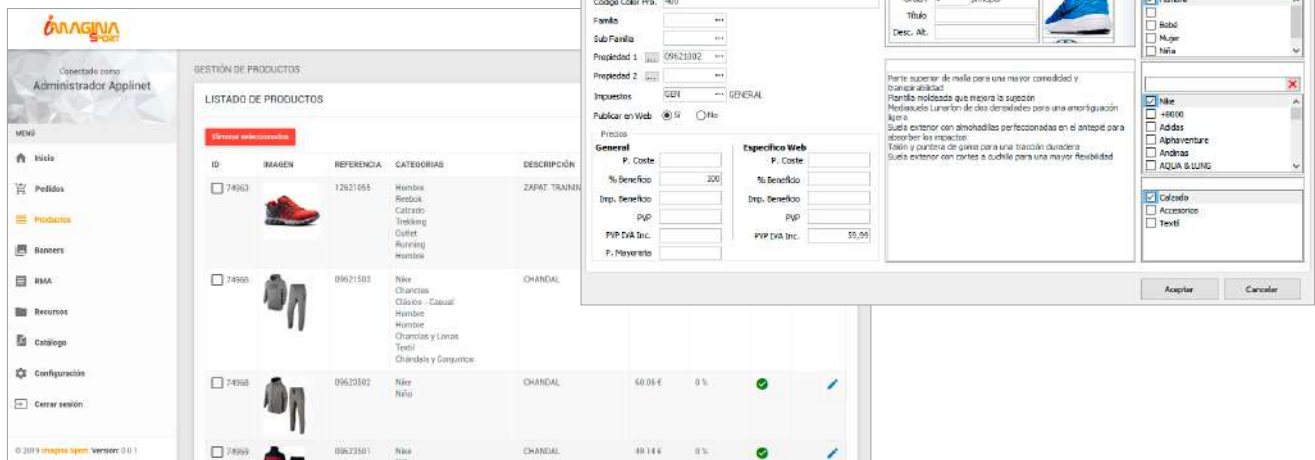 imagina
SPORT
Conectado como
Administrador Applinet
MENÚ
Inicio
Pedidos
Productos
Banners
RMA
Recursos
Catálogo
Configuración
Cerrar sesión
© 2019 Imagina Sport. Version: 0.0.1
GESTIÓN DE PRODUCTOS
LISTADO DE PRODUCTOS
Eliminar seleccionados
ID IMAGEN REFERENCIA CATEGORIAS DESCRIPCIÓN
74963 12621055 Hombre ZAPAT. TRAININ
Reebok
Calzado
Trekking
Outlet
Running
Hombre
74966 09621503 Nike CHANDAL
Clásico - Casual
Hombre
Hombre
Textil
74968 09623502 Nike CHANDAL 60.06 € 0 %
Niño
74969 09623501 Nike CHANDAL 49.14 € 0 %
Código Color Pro. 400
Familia
Sub Familia
Propiedad 1 09621002
Propiedad 2
Impuestos GEN GENERAL
Publicar en Web Sí No
Precios
General
P. Coste
% Beneficio 100
Imp. Beneficio
PVP
PVP IVA Inc.
P. Mayorista
Específico Web
P. Coste
% Beneficio
Imp. Beneficio
PVP
PVP IVA Inc. 59,99
Título
Desc. Alt.
Parte superior de malla para una mayor comodidad y
transpirabilidad
Plantilla moldeada que mejora la sujeción
Mediasuela Lunarlon de dos densidades para una amortiguación
ligera
Suela exterior con almohadillas perfeccionadas en el antepié para
absorber los impactos
Talón y puntera de goma para una tracción duradera
Suela exterior con cortes a cuchilla para una mayor flexibilidad
Bebé
Mujer
Niña
Nike
+8000
Adidas
Alphaventure
Andinas
AQUA & LUNG
Calzado
Accesorios
Textil
Aceptar
Cancelar